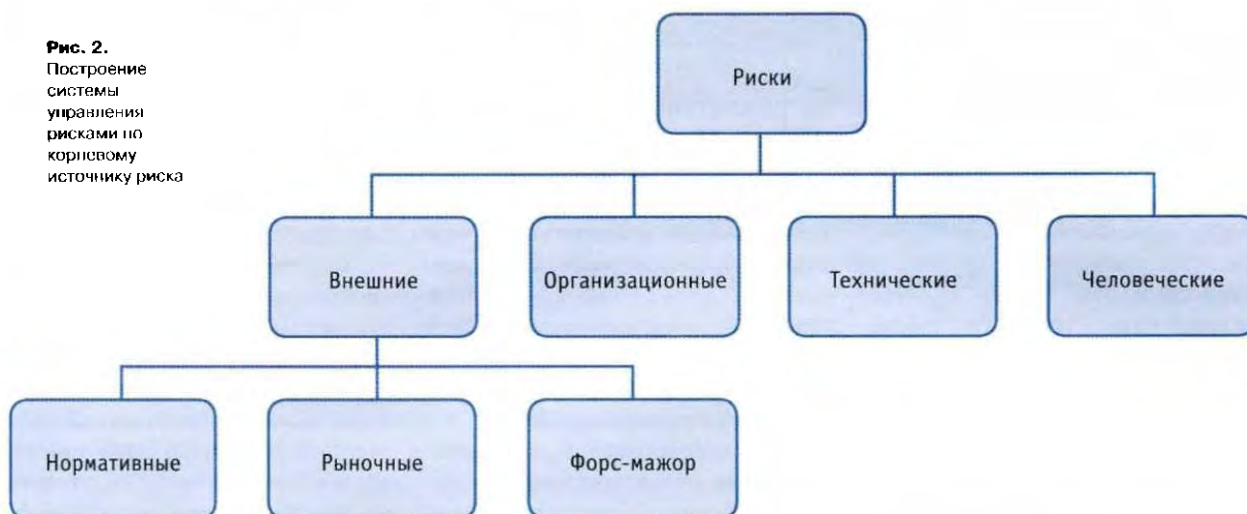 Рис. 2.
Построение
системы
управления
рисками по
корневому
источнику риска
Риски
Внешние
Организационные
Технические
Человеческие
Нормативные
Рыночные
Форс-мажор